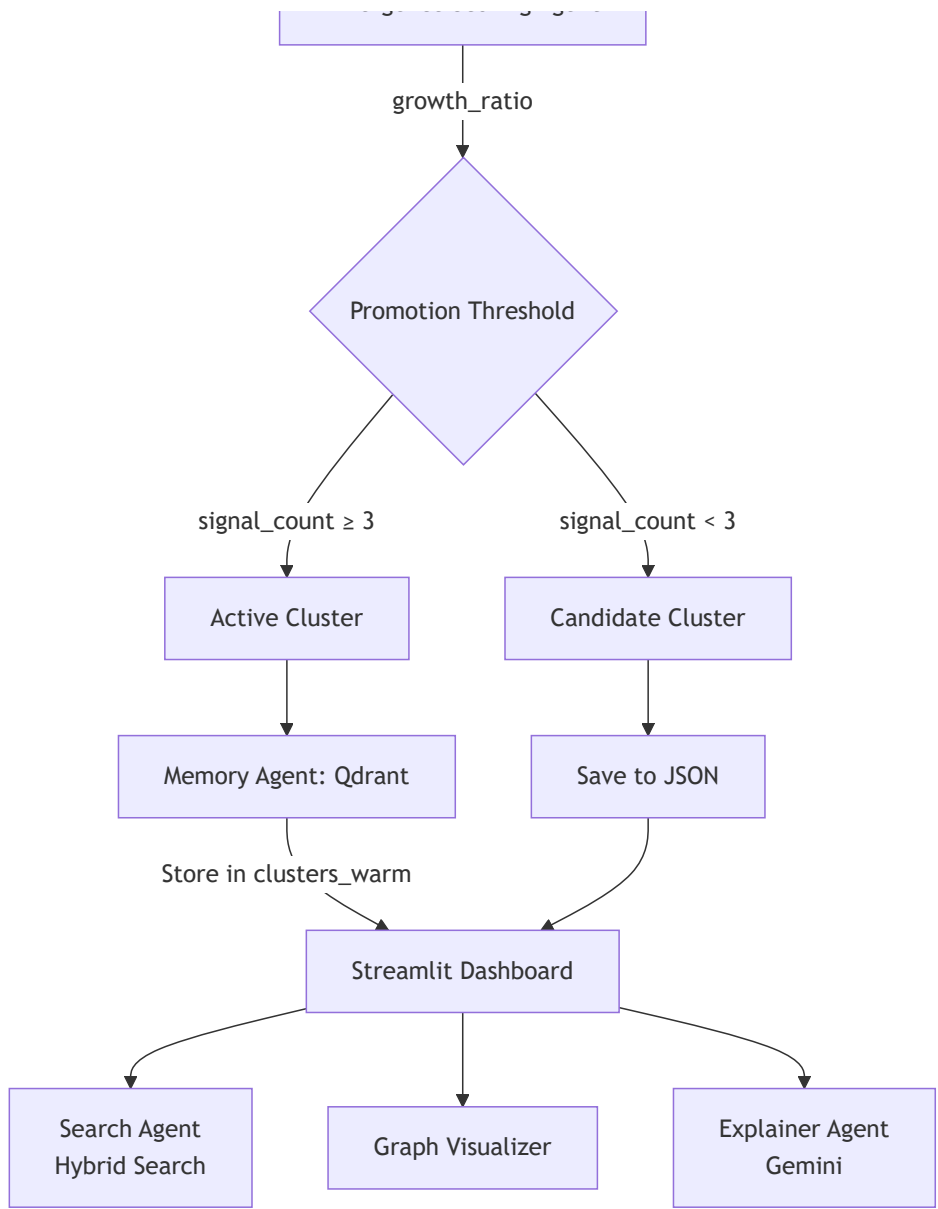 growth_ratio
Promotion Threshold
signal_count ≥ 3
signal_count < 3
Active Cluster
Candidate Cluster
Memory Agent: Qdrant
Save to JSON
Store in clusters_warm
Streamlit Dashboard
Search Agent
Hybrid Search
Graph Visualizer
Explainer Agent
Gemini